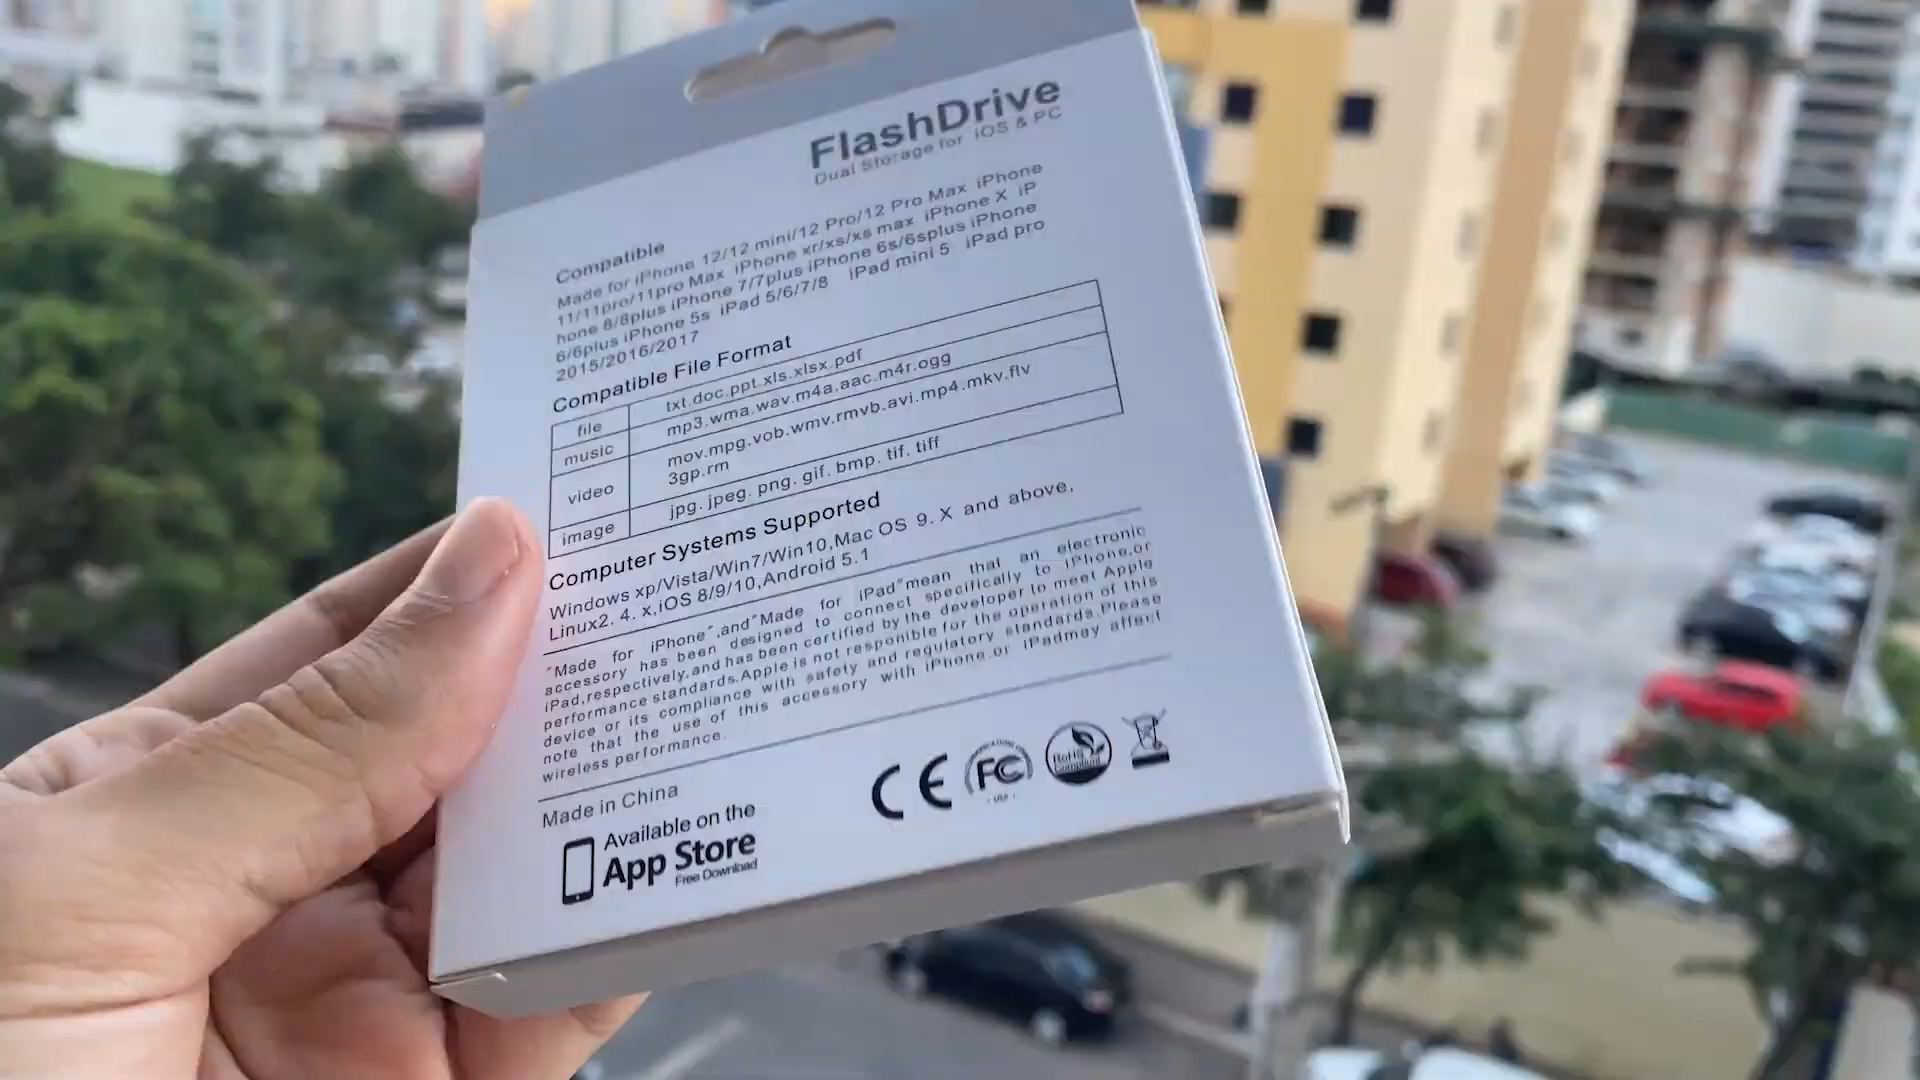 FlashDrive
Dual Storage for iOS & PC
Compatible
Made for iPhone 12/12 mini/12 Pro/12 Pro Max iPhone
11/11pro/11pro Max iPhone xr/xs/xs max iPhone X iP
hone 8/8plus iPhone 7/7plus iPhone 6s/6splus iPhone
6/6plus iPhone 5s iPad 5/6/7/8 iPad mini 5 iPad pro
2015/2016/2017
Compatible File Format
file txt.doc.ppt.xls.xlsx.pdf
music mp3.wma.wav.m4a.aac.m4r.ogg
video mov.mpg.vob.wmv.rmvb.avi.mp4.mkv.flv
3gp.rm
image jpg. jpeg. png. gif. bmp. tif. tiff
Computer Systems Supported
Windows xp/Vista/Win7/Win10,Mac OS 9. X and above,
Linux2. 4. x,iOS 8/9/10,Android 5.1
"Made for iPhone",and"Made for iPad"mean that an electronic
accessory has been designed to connect specifically to iPhone,or
iPad,respectively,and has been certified by the developer to meet Apple
performance standards.Apple is not responsible for the operation of this
device or its compliance with safety and regulatory standards.Please
note that the use of this accessory with iPhone,or iPadmay affect
wireless performance.
Made in China
Available on the
App Store
Free Download
CE
FC
RoHS
Compliant